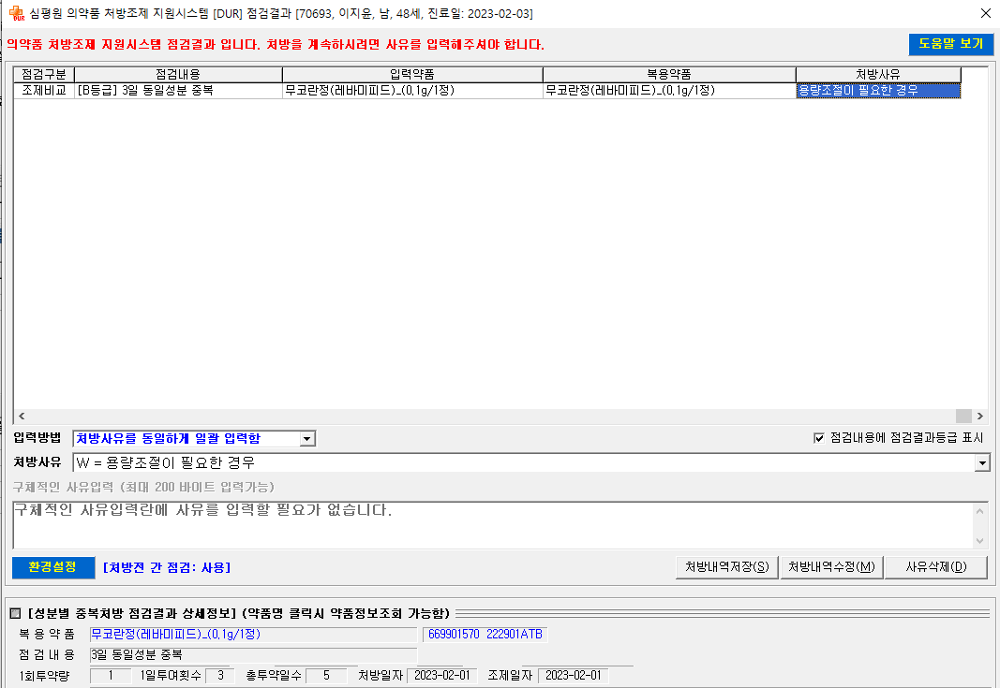 DUR 심평원 의약품 처방조제 지원시스템 [DUR] 점검결과 [70693, 이지윤, 남, 48세, 진료일: 2023-02-03]
의약품 처방조제 지원시스템 점검결과 입니다. 처방을 계속하시려면 사유를 입력해주셔야 합니다.
도움말 보기
점검구분 점검내용 입력약품 복용약품 처방사유
조제비교 [B등급] 3일 동일성분 중복 무코란정(레바미피드)_(0.1g/1정) 무코란정(레바미피드)_(0.1g/1정) 용량조절이 필요한 경우
입력방법 처방사유를 동일하게 일괄 입력함 점검내용에 점검결과등급 표시
처방사유 W = 용량조절이 필요한 경우
구체적인 사유입력 (최대 200 바이트 입력가능)
구체적인 사유입력란에 사유를 입력할 필요가 없습니다.
환경설정 [처방전 간 점검: 사용] 처방내역저장(S) 처방내역수정(M) 사유삭제(D)
[성분별 중복처방 점검결과 상세정보] (약품명 클릭시 약품정보조회 가능함)
복 용 약 품 무코란정(레바미피드)_(0.1g/1정) 669901570 222901ATB
점 검 내 용 3일 동일성분 중복
1회투약량 1 1일투여횟수 3 총투약일수 5 처방일자 2023-02-01 조제일자 2023-02-01